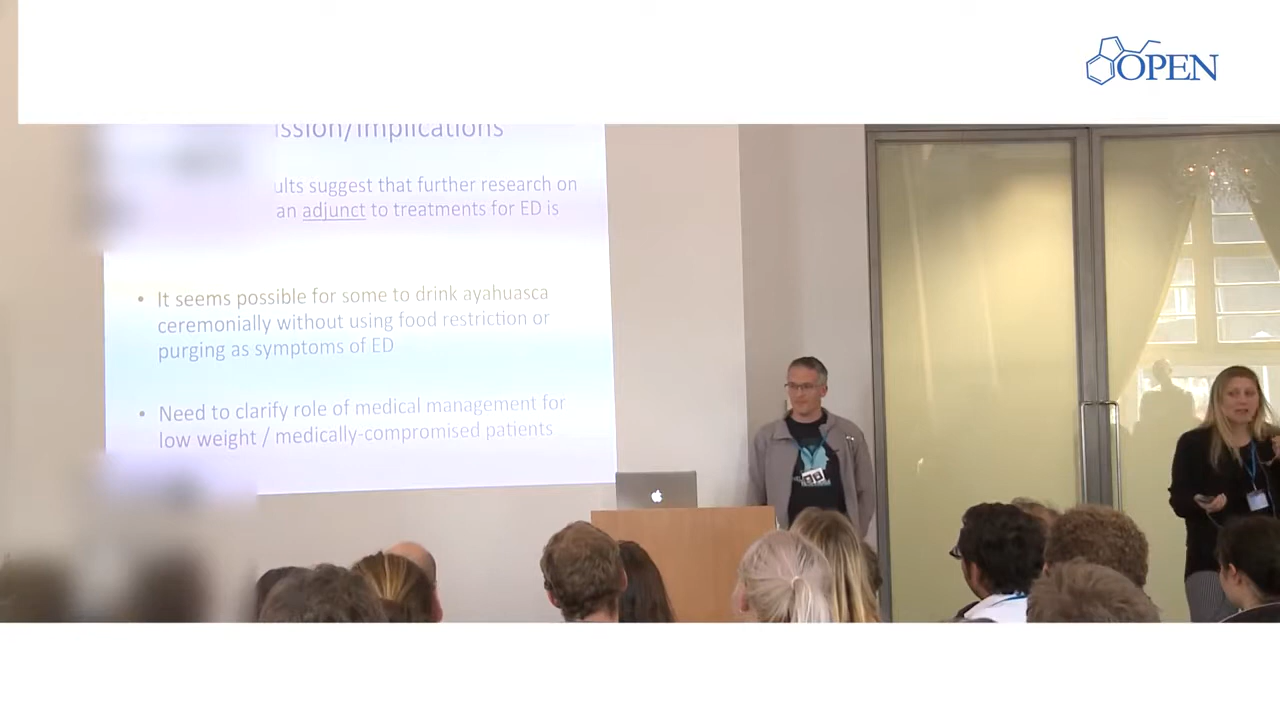 OPEN
ission/Implications
ults suggest that further research on
an adjunct to treatments for ED is
• It seems possible for some to drink ayahuasca
ceremonially without using food restriction or
purging as symptoms of ED
• Need to clarify role of medical management for
low weight / medically-compromised patients